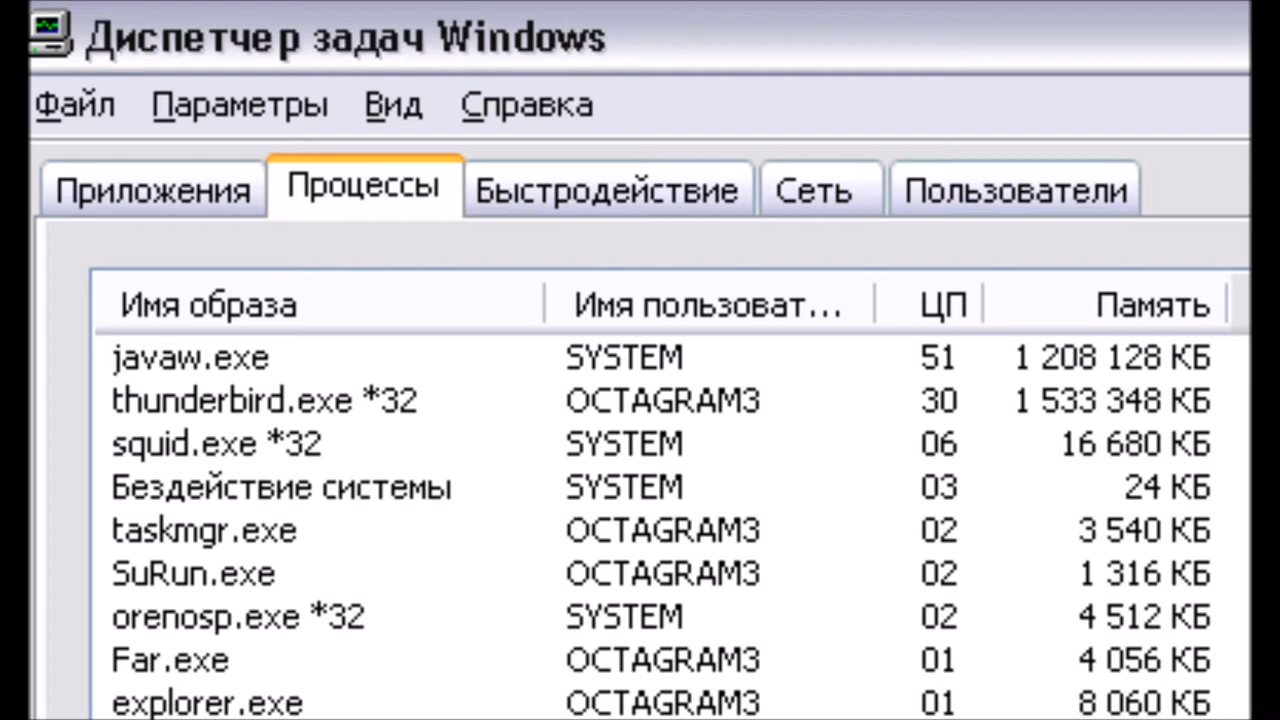 Диспетчер задач Windows
Файл Параметры Вид Справка
Приложения Процессы Быстродействие Сеть Пользователи
Имя образа Имя пользоват... ЦП Память
javaw.exe SYSTEM 51 1 208 128 КБ
thunderbird.exe *32 OCTAGRAM3 30 1 533 348 КБ
squid.exe *32 SYSTEM 06 16 680 КБ
Бездействие системы SYSTEM 03 24 КБ
taskmgr.exe OCTAGRAM3 02 3 540 КБ
SuRun.exe OCTAGRAM3 02 1 316 КБ
orenosp.exe *32 SYSTEM 02 4 512 КБ
Far.exe OCTAGRAM3 01 4 056 КБ
explorer.exe OCTAGRAM3 01 8 060 КБ